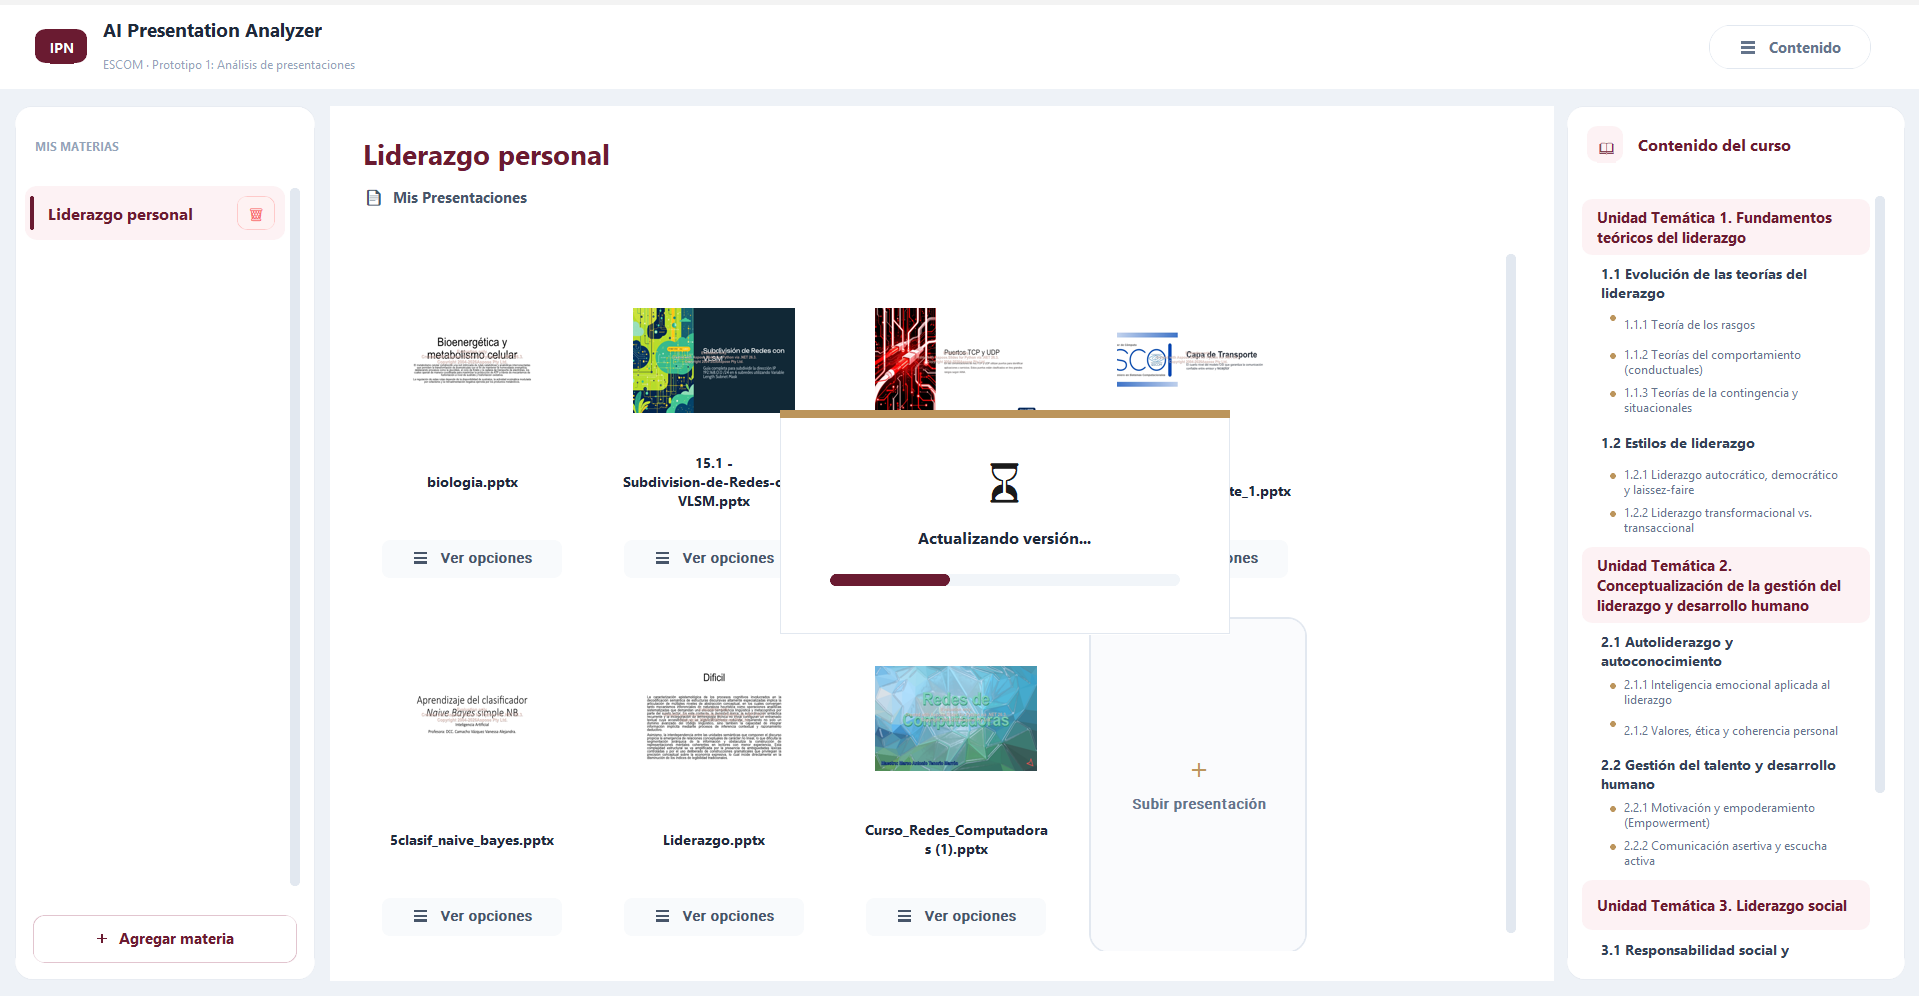 IPN
AI Presentation Analyzer
ESCOM · Prototipo 1: Análisis de presentaciones
Contenido
MIS MATERIAS
Liderazgo personal
+ Agregar materia
Liderazgo personal
Mis Presentaciones
Bioenergética y
metabolismo celular
biologia.pptx
Ver opciones
Subdivisión de Redes con
VLSM
15.1 -
Subdivision-de-Redes-c
VLSM.pptx
Ver opciones
Puertos TCP y UDP
Capa de Transporte
te_1.pptx
nes
Actualizando versión...
Aprendizaje del clasificador
Naive Bayes simple NB
Inteligencia Artificial
5clasif_naive_bayes.pptx
Ver opciones
Dificil
Liderazgo.pptx
Ver opciones
Redes de
Computadoras
Curso_Redes_Computadora
s (1).pptx
Ver opciones
+
Subir presentación
Contenido del curso
Unidad Temática 1. Fundamentos
teóricos del liderazgo
1.1 Evolución de las teorías del
liderazgo
1.1.1 Teoría de los rasgos
1.1.2 Teorías del comportamiento
(conductuales)
1.1.3 Teorías de la contingencia y
situacionales
1.2 Estilos de liderazgo
1.2.1 Liderazgo autocrático, democrático
y laissez-faire
1.2.2 Liderazgo transformacional vs.
transaccional
Unidad Temática 2.
Conceptualización de la gestión del
liderazgo y desarrollo humano
2.1 Autoliderazgo y
autoconocimiento
2.1.1 Inteligencia emocional aplicada al
liderazgo
2.1.2 Valores, ética y coherencia personal
2.2 Gestión del talento y desarrollo
humano
2.2.1 Motivación y empoderamiento
(Empowerment)
2.2.2 Comunicación asertiva y escucha
activa
Unidad Temática 3. Liderazgo social
3.1 Responsabilidad social y